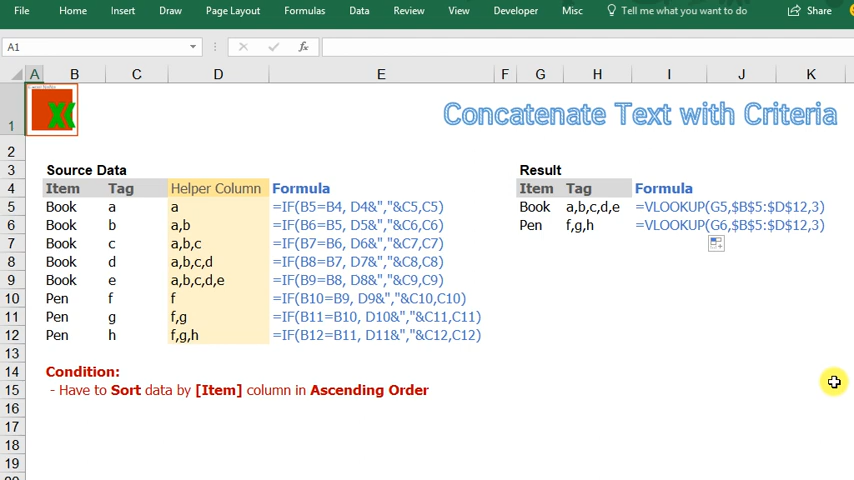 File Home Insert Draw Page Layout Formulas Data Review View Developer Misc Tell me what you want to do Share
A1 fx
A B C D E F G H I J K
1 Concatenate Text with Criteria
2
3 Source Data Result
4 Item Tag Helper Column Formula Item Tag Formula
5 Book a a =IF(B5=B4, D4&","&C5,C5) Book a,b,c,d,e =VLOOKUP(G5,$B$5:$D$12,3)
6 Book b a,b =IF(B6=B5, D5&","&C6,C6) Pen f,g,h =VLOOKUP(G6,$B$5:$D$12,3)
7 Book c a,b,c =IF(B7=B6, D6&","&C7,C7)
8 Book d a,b,c,d =IF(B8=B7, D7&","&C8,C8)
9 Book e a,b,c,d,e =IF(B9=B8, D8&","&C9,C9)
10 Pen f f =IF(B10=B9, D9&","&C10,C10)
11 Pen g f,g =IF(B11=B10, D10&","&C11,C11)
12 Pen h f,g,h =IF(B12=B11, D11&","&C12,C12)
13
14 Condition:
15 - Have to Sort data by [Item] column in Ascending Order
16
17
18
19